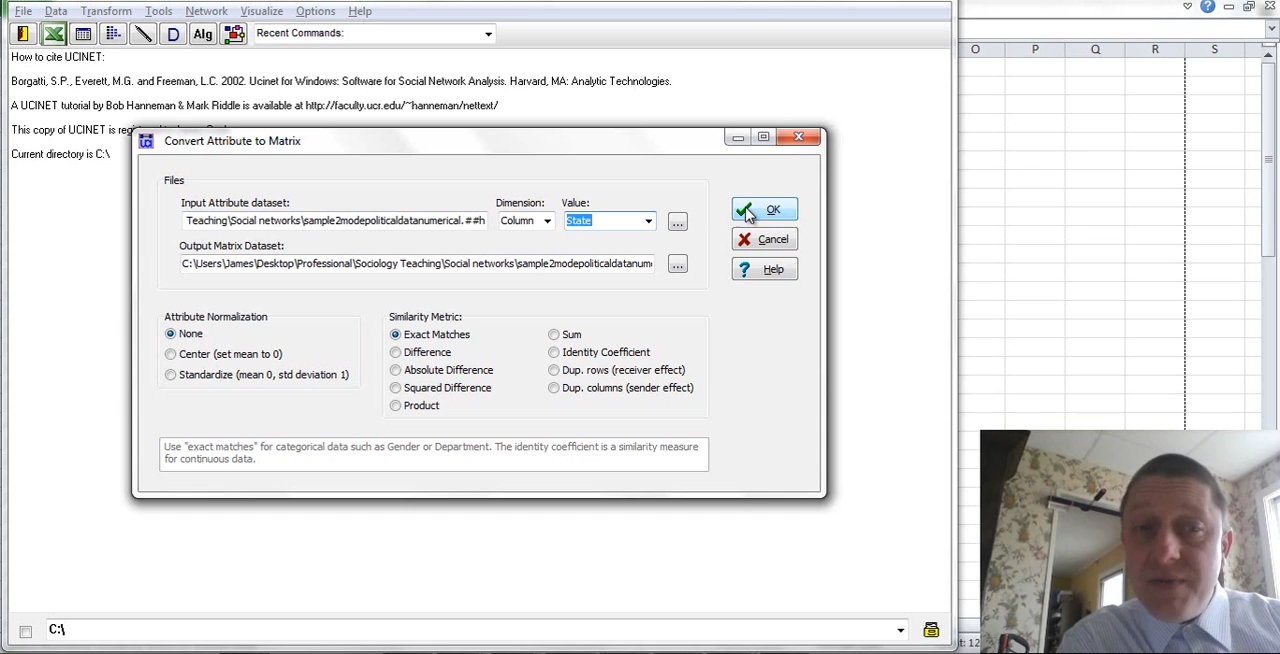 File Data Transform Tools Network Visualize Options Help
D Alg Recent Commands:
How to cite UCINET:
Borgatti, S.P., Everett, M.G. and Freeman, L.C. 2002. Ucinet for Windows: Software for Social Network Analysis. Harvard, MA: Analytic Technologies.
A UCINET tutorial by Bob Hanneman & Mark Riddle is available at http://faculty.ucr.edu/~hanneman/nettext/
This copy of UCINET is
Current directory is C:\
Convert Attribute to Matrix
Files
Input Attribute dataset: Dimension: Value:
Teaching\Social networks\sample2modepoliticaldatanumerical.##h Column State ...
OK
Output Matrix Dataset:
C:\Users\James\Desktop\Professional\Sociology Teaching\Social networks\sample2modepoliticaldatanum ...
Cancel
? Help
Attribute Normalization
None
Center (set mean to 0)
Standardize (mean 0, std deviation 1)
Similarity Metric:
Exact Matches
Difference
Absolute Difference
Squared Difference
Product
Sum
Identity Coefficient
Dup. rows (receiver effect)
Dup. columns (sender effect)
Use "exact matches" for categorical data such as Gender or Department. The identity coefficient is a similarity measure
for continuous data.
C:\
O P Q R S
: 12